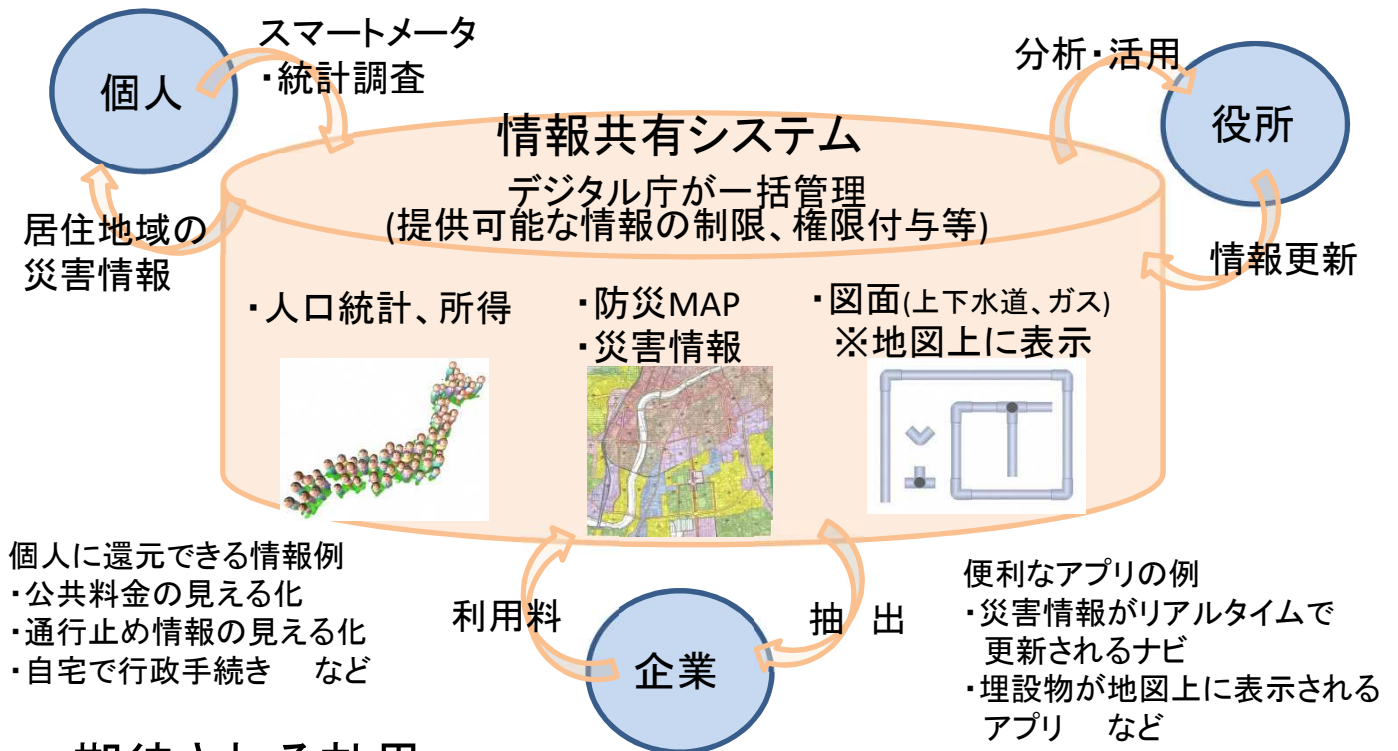 スマートメータ
・統計調査
個人
分析・活用
役所
情報共有システム
デジタル庁が一括管理
(提供可能な情報の制限、権限付与等)
居住地域の
災害情報
情報更新
・人口統計、所得
・防災MAP
・災害情報
・図面(上下水道、ガス)
※地図上に表示
個人に還元できる情報例
・公共料金の見える化
・通行止め情報の見える化
・自宅で行政手続き など
利用料
抽 出
企業
便利なアプリの例
・災害情報がリアルタイムで
更新されるナビ
・埋設物が地図上に表示される
アプリ など